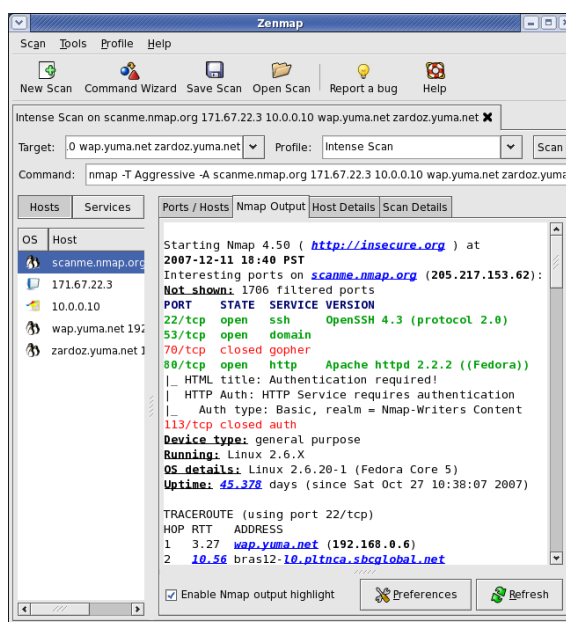 Zenmap
Scan Tools Profile Help
New Scan Command Wizard Save Scan Open Scan Report a bug Help
Intense Scan on scanme.nmap.org 171.67.22.3 10.0.0.10 wap.yuma.net zardoz.yuma.net
Target: .0 wap.yuma.net zardoz.yuma.net Profile: Intense Scan Scan
Command: nmap -T Aggressive -A scanme.nmap.org 171.67.22.3 10.0.0.10 wap.yuma.net zardoz.yuma
Hosts Services
OS Host
scanme.nmap.org
171.67.22.3
10.0.0.10
wap.yuma.net 192
zardoz.yuma.net 1
Ports / Hosts Nmap Output Host Details Scan Details
Starting Nmap 4.50 ( http://insecure.org ) at
2007-12-11 18:40 PST
Interesting ports on scanme.nmap.org (205.217.153.62):
Not shown: 1706 filtered ports
PORT STATE SERVICE VERSION
22/tcp open ssh OpenSSH 4.3 (protocol 2.0)
53/tcp open domain
70/tcp closed gopher
80/tcp open http Apache httpd 2.2.2 ((Fedora))
|_ HTML title: Authentication required!
| HTTP Auth: HTTP Service requires authentication
|_ Auth type: Basic, realm = Nmap-Writers Content
113/tcp closed auth
Device type: general purpose
Running: Linux 2.6.X
OS details: Linux 2.6.20-1 (Fedora Core 5)
Uptime: 45.378 days (since Sat Oct 27 10:38:07 2007)
TRACEROUTE (using port 22/tcp)
HOP RTT ADDRESS
1 3.27 wap.yuma.net (192.168.0.6)
2 10.56 bras12-l0.pltnca.sbcglobal.net
Enable Nmap output highlight Preferences Refresh